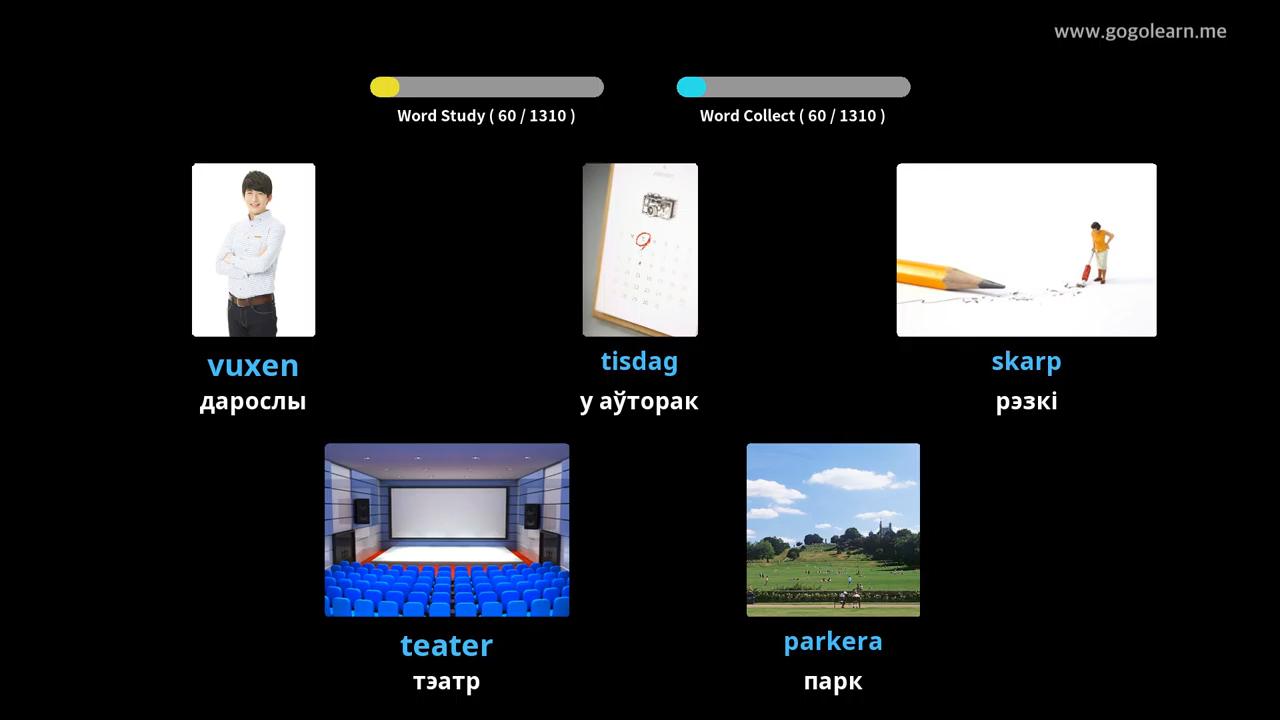 www.gogolearn.me
Word Study ( 60 / 1310 )
Word Collect ( 60 / 1310 )
vuxen
дарослы
tisdag
у аўторак
skarp
рэзкі
teater
тэатр
parkera
парк